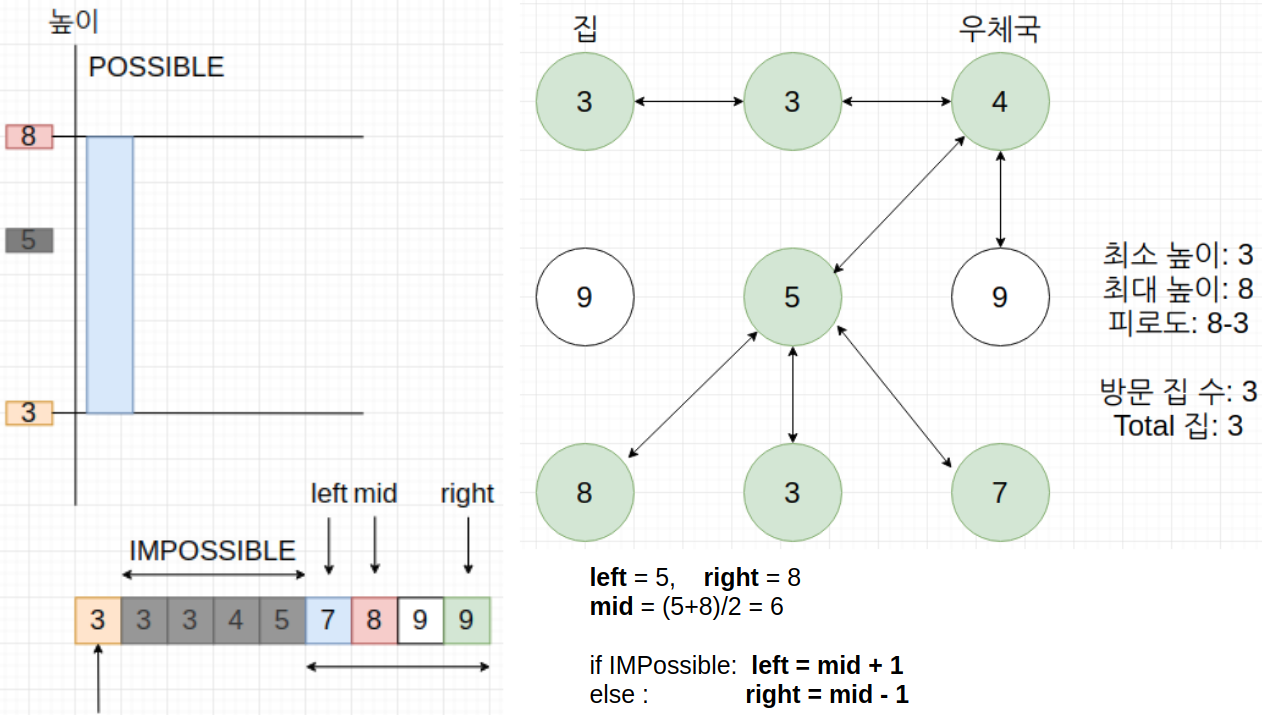 높이
POSSIBLE
8
5
3
left mid right
IMPOSSIBLE
3 3 3 4 5 7 8 9 9
집 우체국
3 3 4
9 5 9
8 3 7
최소 높이: 3
최대 높이: 8
피로도: 8-3
방문 집 수: 3
Total 집: 3
left = 5, right = 8
mid = (5+8)/2 = 6
if IMPossible: left = mid + 1
else : right = mid - 1